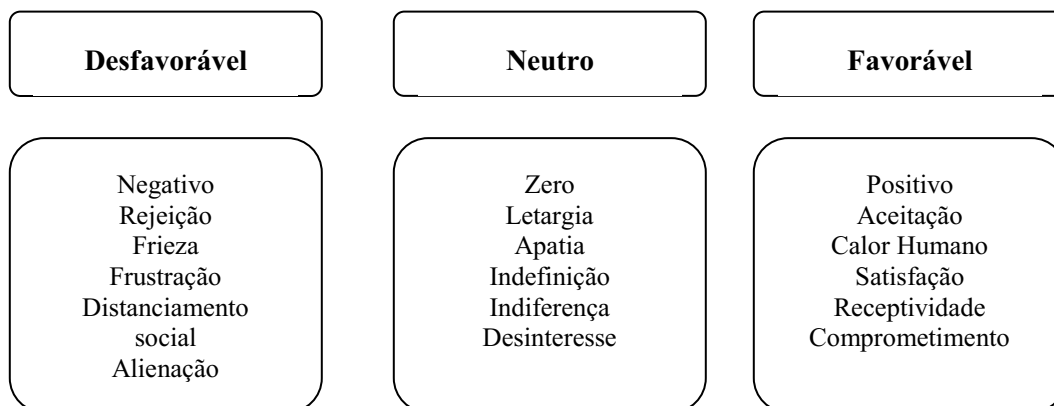 Desfavorável
Neutro
Favorável
Negativo
Rejeição
Frieza
Frustração
Distanciamento
social
Alienação
Zero
Letargia
Apatia
Indefinição
Indiferença
Desinteresse
Positivo
Aceitação
Calor Humano
Satisfação
Receptividade
Comprometimento